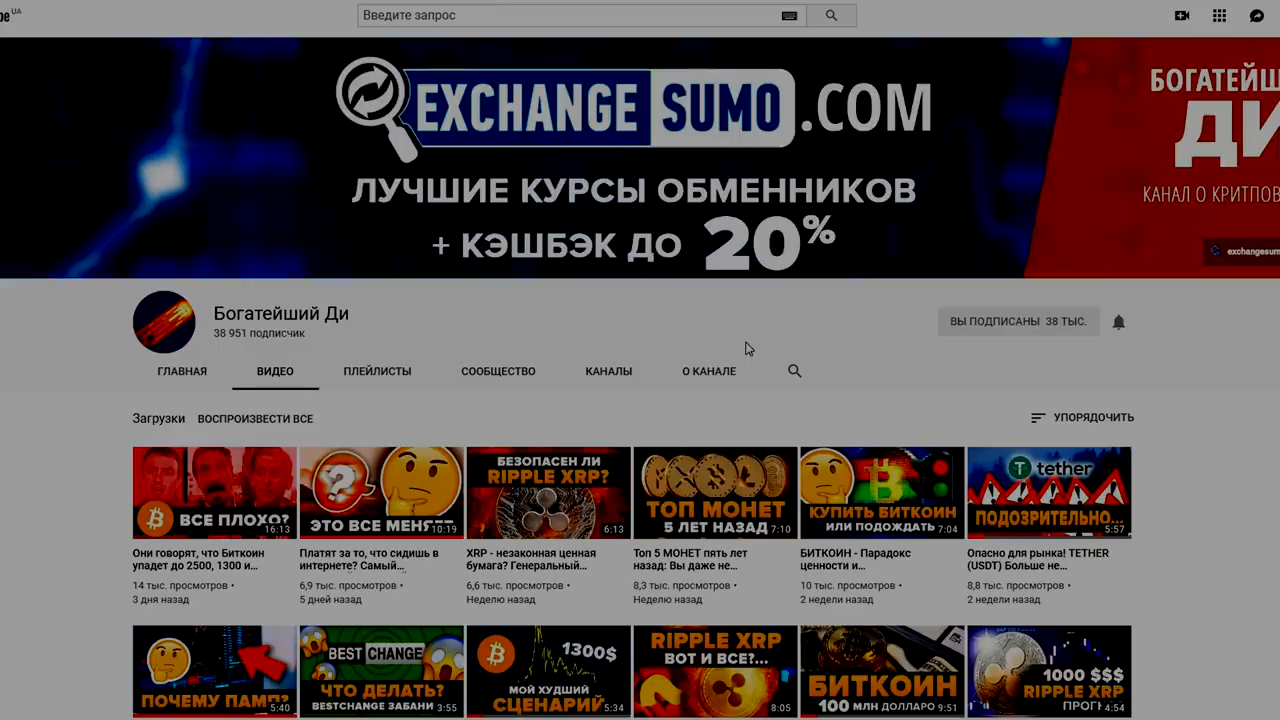 be UA
Введите запрос
EXCHANGE SUMO .COM
ЛУЧШИЕ КУРСЫ ОБМЕННИКОВ
+ КЭШБЭК ДО 20%
БОГАТЕЙШ
ДИ
КАНАЛ О КРИПТОВ
exchangesum
Богатейший Ди
38 951 подписчик
ВЫ ПОДПИСАНЫ 38 ТЫС.
ГЛАВНАЯ ВИДЕО ПЛЕЙЛИСТЫ СООБЩЕСТВО КАНАЛЫ О КАНАЛЕ
Загрузки ВОСПРОИЗВЕСТИ ВСЕ
УПОРЯДОЧИТЬ
ВСЕ ПЛОХО?
16:13
Они говорят, что Биткоин
упадет до 2500, 1300 и...
14 тыс. просмотров •
3 дня назад
ЭТО ВСЕ
10:19
Платят за то, что сидишь в
интернете? Самый...
6,9 тыс. просмотров •
5 дней назад
БЕЗОПАСЕН ЛИ
RIPPLE XRP?
6:13
XRP - незаконная ценная
бумага? Генеральный...
6,6 тыс. просмотров •
Неделю назад
ТОП МОНЕТ
5 ЛЕТ НАЗАД
7:10
Топ 5 МОНЕТ пять лет
назад: Вы даже не...
8,3 тыс. просмотров •
Неделю назад
КУПИТЬ БИТКОИН
ИЛИ ПОДОЖДАТЬ
7:04
БИТКОИН - Парадокс
ценности и...
10 тыс. просмотров •
2 недели назад
tether
ПОДОЗРИТЕЛЬНО...
5:57
Опасно для рынка! TETHER
(USDT) Больше не...
8,8 тыс. просмотров •
2 недели назад
ПОЧЕМУ ПАМП?
5:40
BEST CHANGE
ЧТО ДЕЛАТЬ?
BESTCHANGE ЗАБАНИ
3:55
1300$
МОЙ ХУДШИЙ
СЦЕНАРИЙ
5:34
RIPPLE XRP
ВОТ И ВСЕ?...
8:05
БИТКОИН
100 МЛН ДОЛЛАРО
9:51
1000 $$$
RIPPLE XRP
ПРОГ
4:54